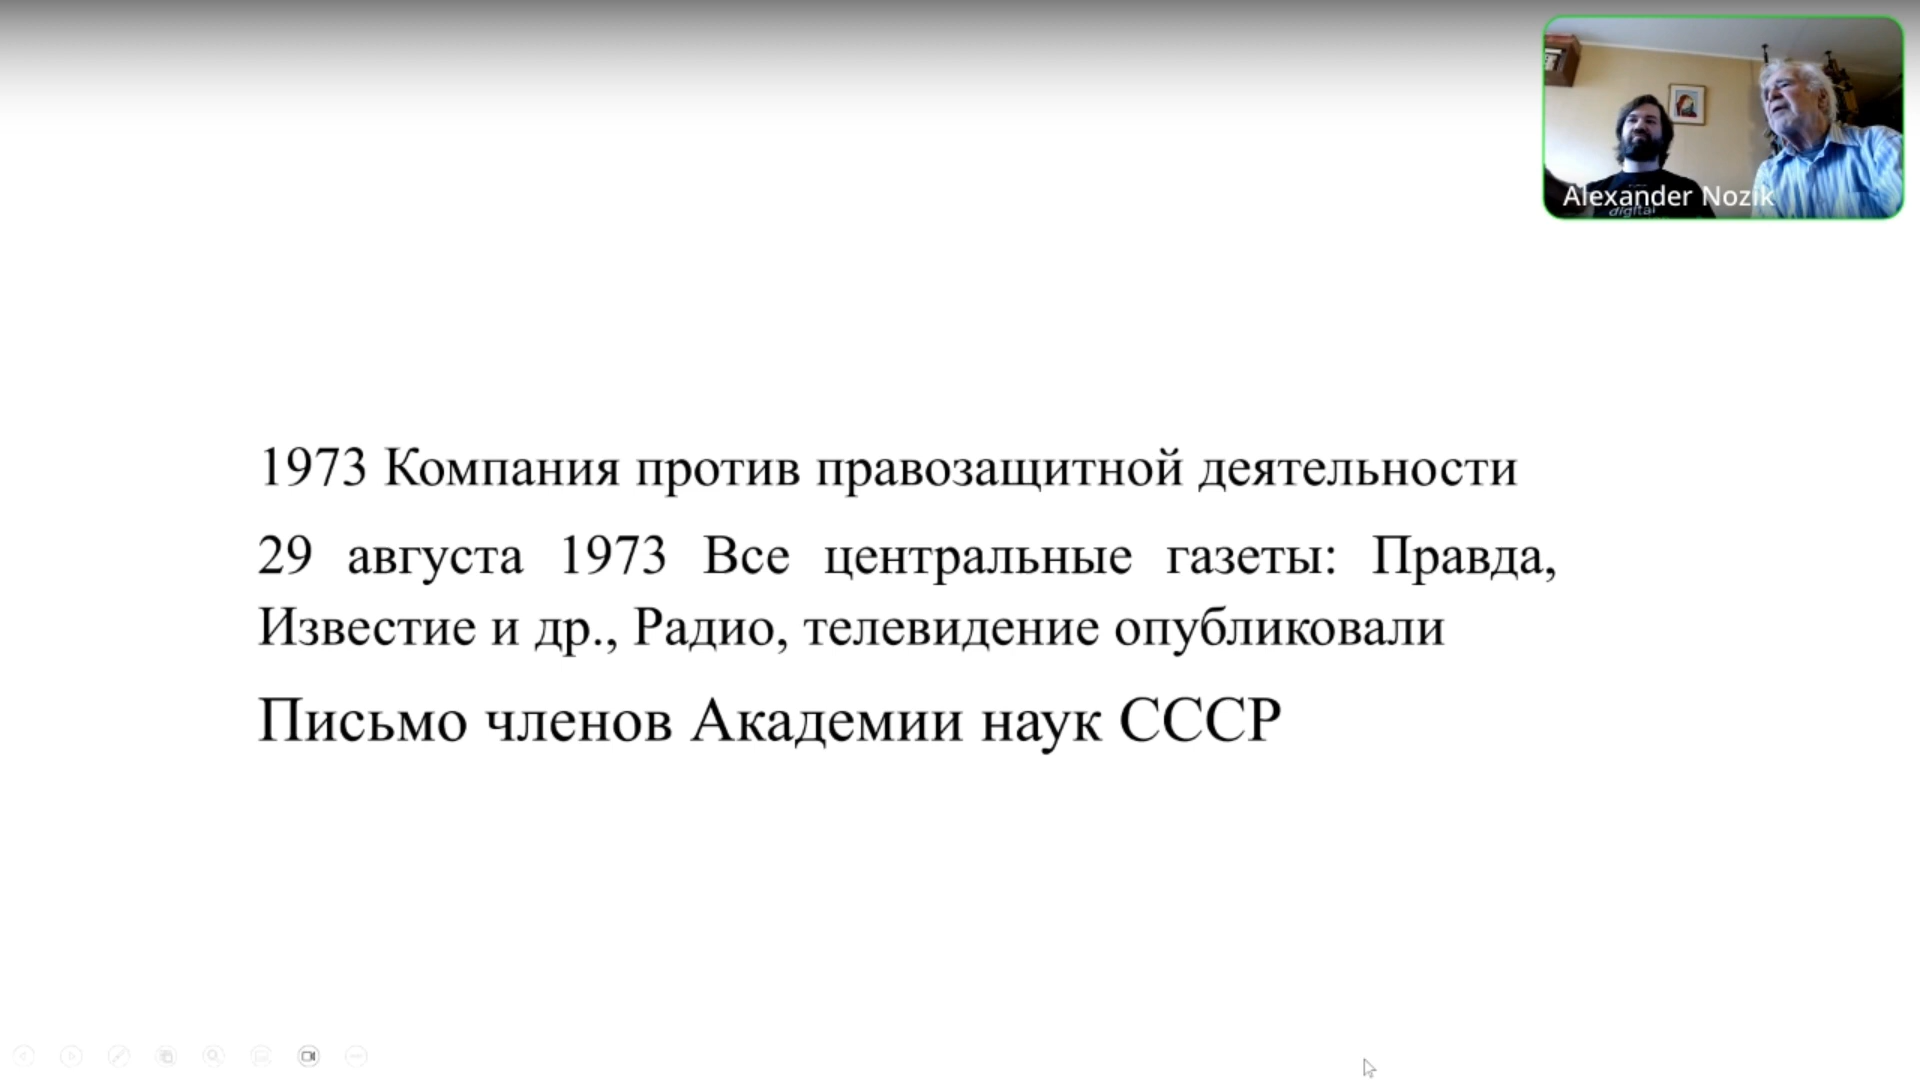 Alexander Nozik
digital
1973 Компания против правозащитной деятельности
29 августа 1973 Все центральные газеты: Правда,
Известие и др., Радио, телевидение опубликовали
Письмо членов Академии наук СССР